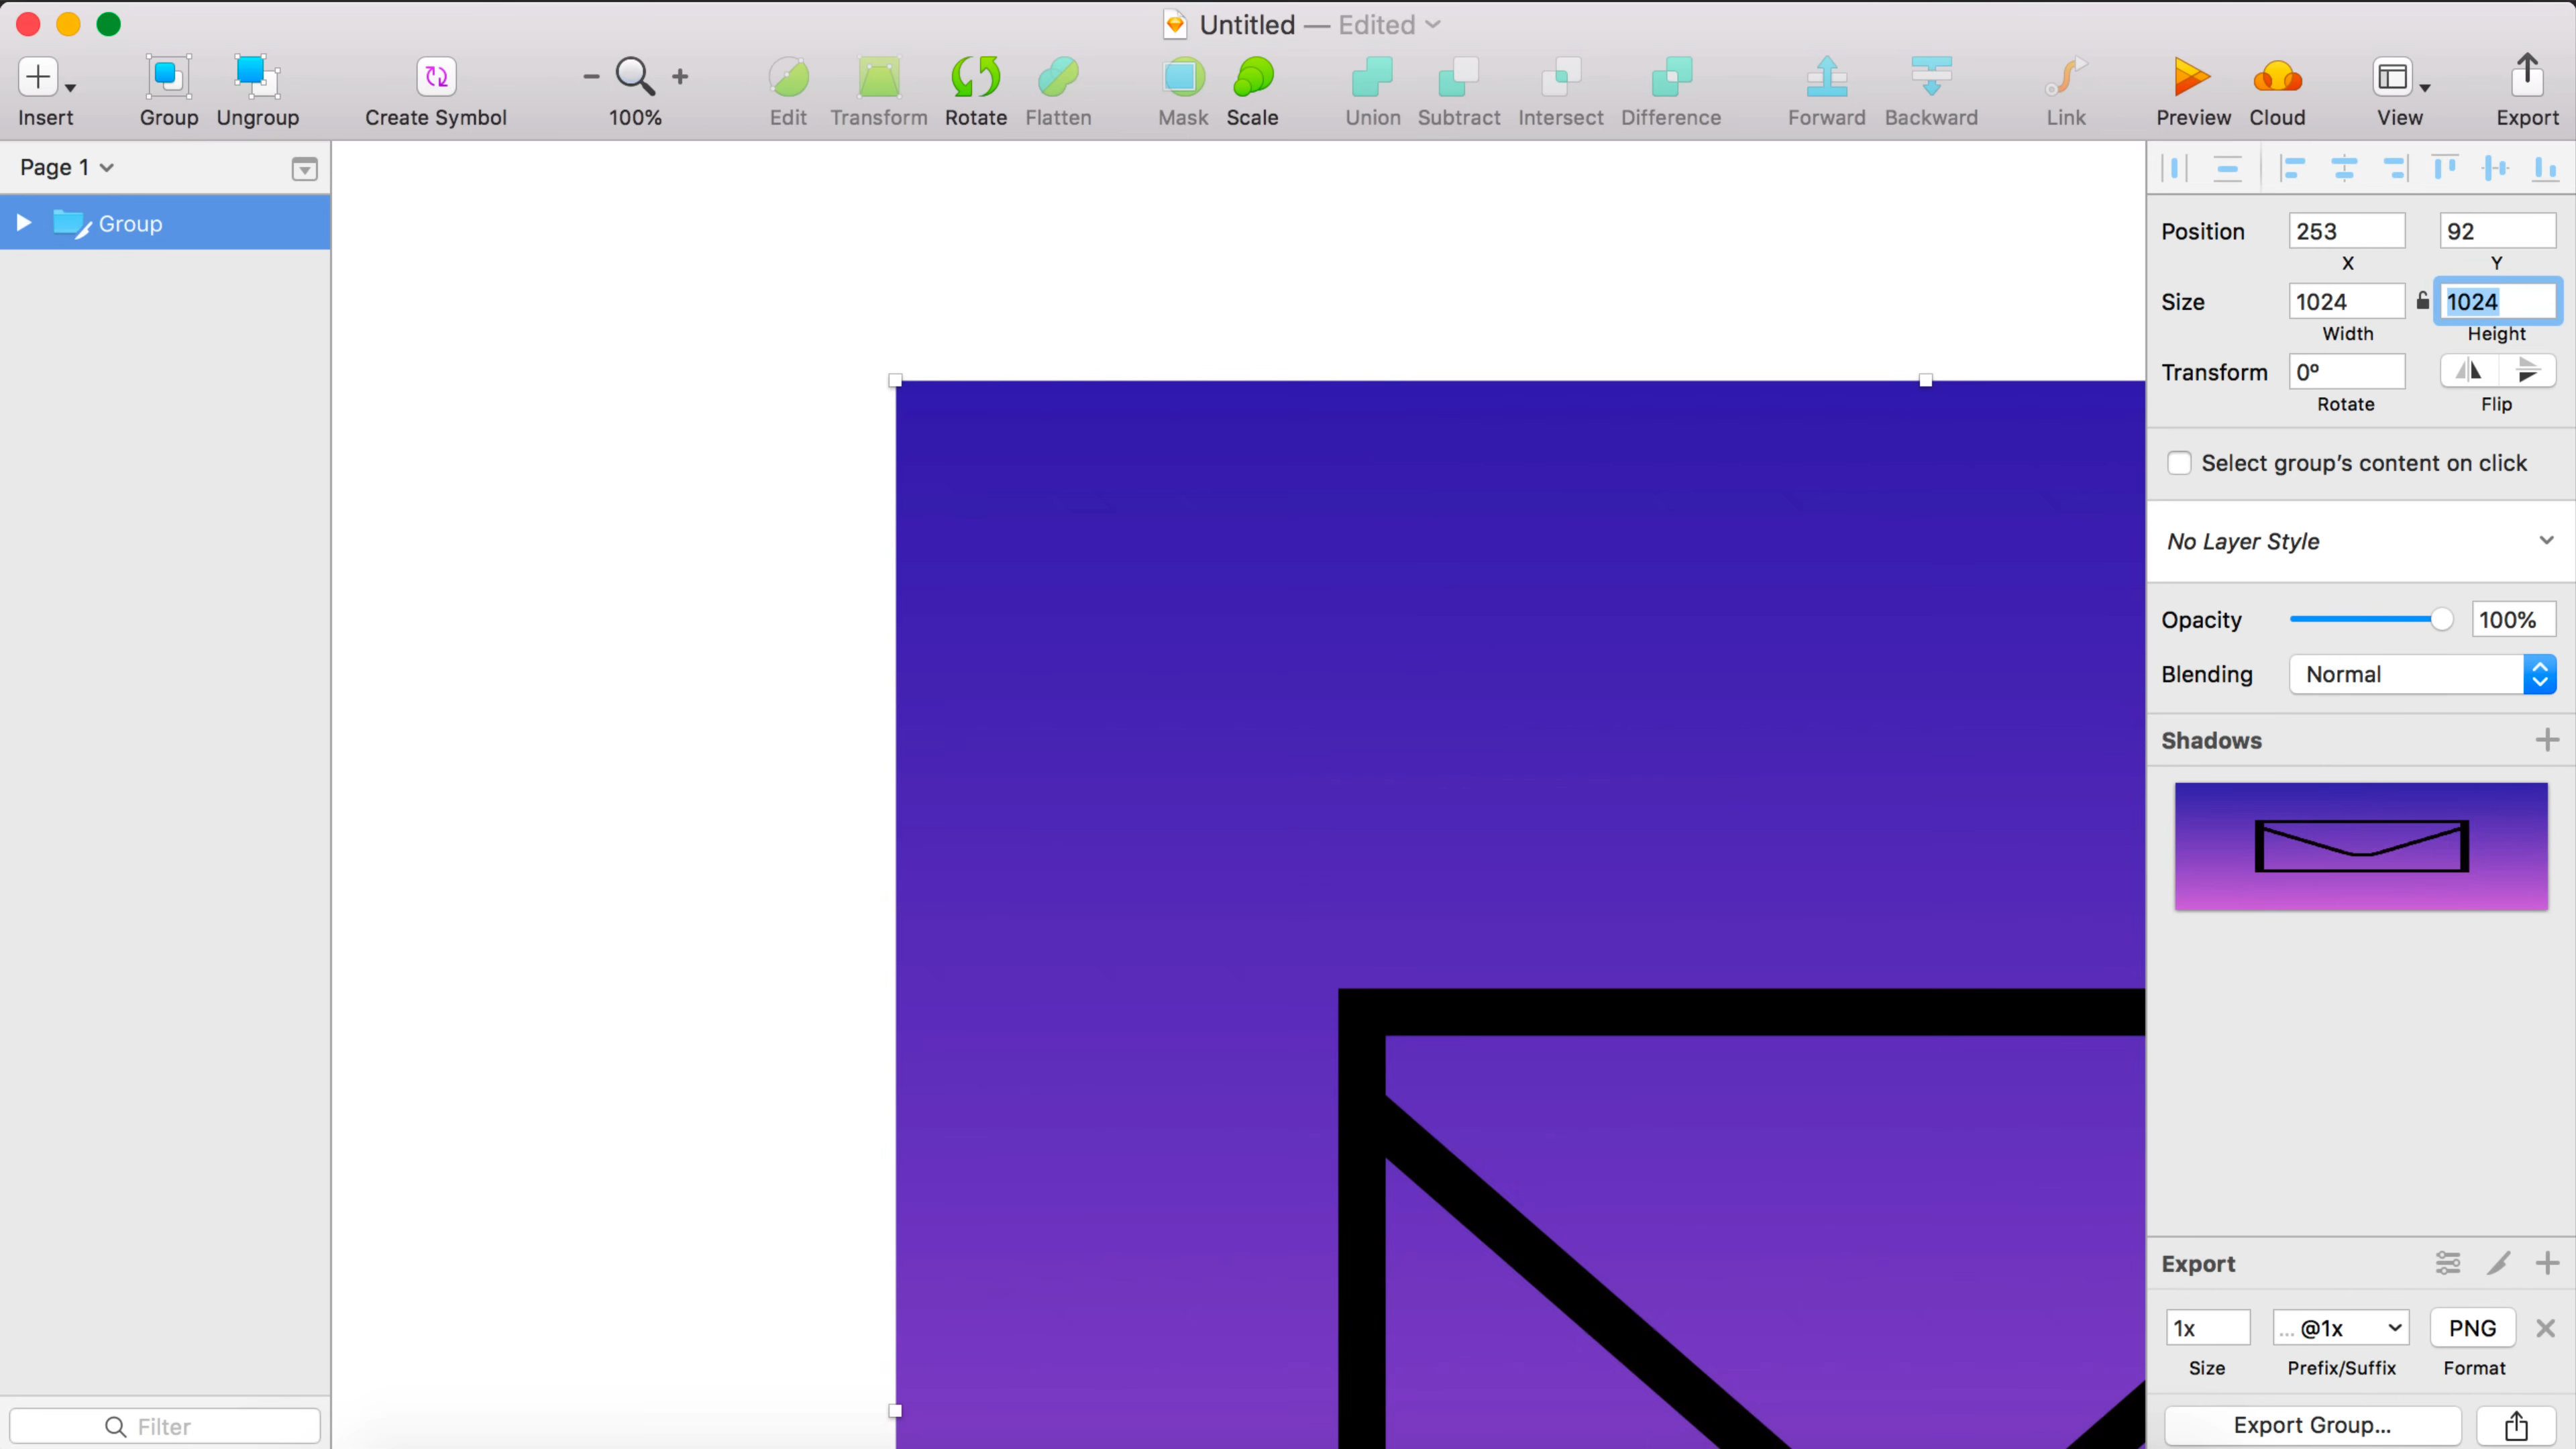 Untitled — Edited
Insert Group Ungroup Create Symbol 100% Edit Transform Rotate Flatten Mask Scale Union Subtract Intersect Difference Forward Backward Link Preview Cloud View Export
Page 1
Group
Position 253 92
X Y
Size 1024 1024
Width Height
Transform 0°
Rotate Flip
Select group's content on click
No Layer Style
Opacity 100%
Blending Normal
Shadows
Export
1x ... @1x PNG
Size Prefix/Suffix Format
Filter
Export Group...